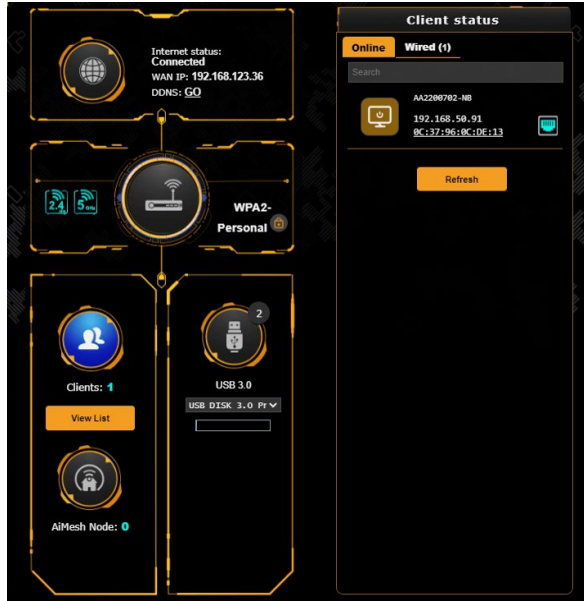 Internet status:
Connected
WAN IP: 192.168.123.36
DDNS: GO
2.4 GHz
5 GHz
WPA2-
Personal
Clients: 1
View List
AiMesh Node: 0
2
USB 3.0
USB DISK 3.0 Pr
Client status
Online
Wired (1)
Search
AA2200702-NB
192.168.50.91
0C:37:96:0C:DE:13
Refresh